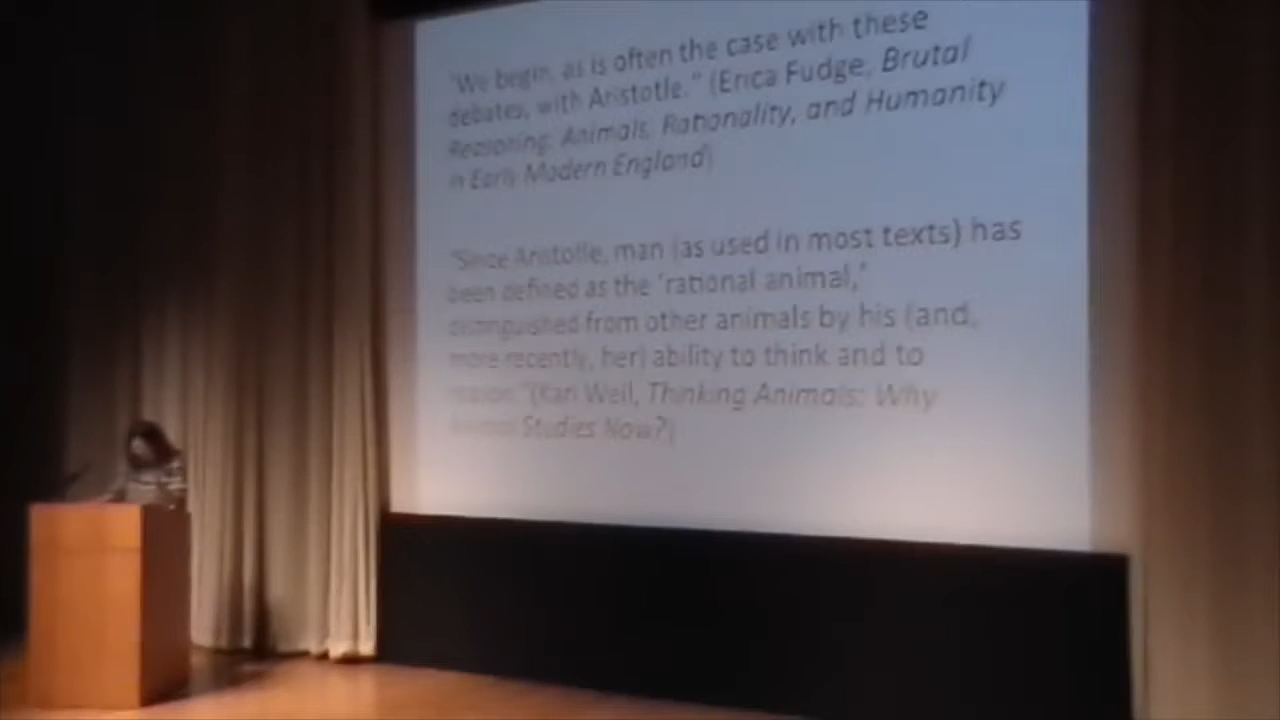 "We begin, as is often the case with these
debates, with Aristotle." (Erica Fudge, Brutal
Reasoning: Animals, Rationality, and Humanity
in Early Modern England)
"Since Aristotle, man (as used in most texts) has
been defined as the 'rational animal,'
distinguished from other animals by his (and,
more recently, her) ability to think and to
reason."(Kari Weil, Thinking Animals: Why
Animal Studies Now?)